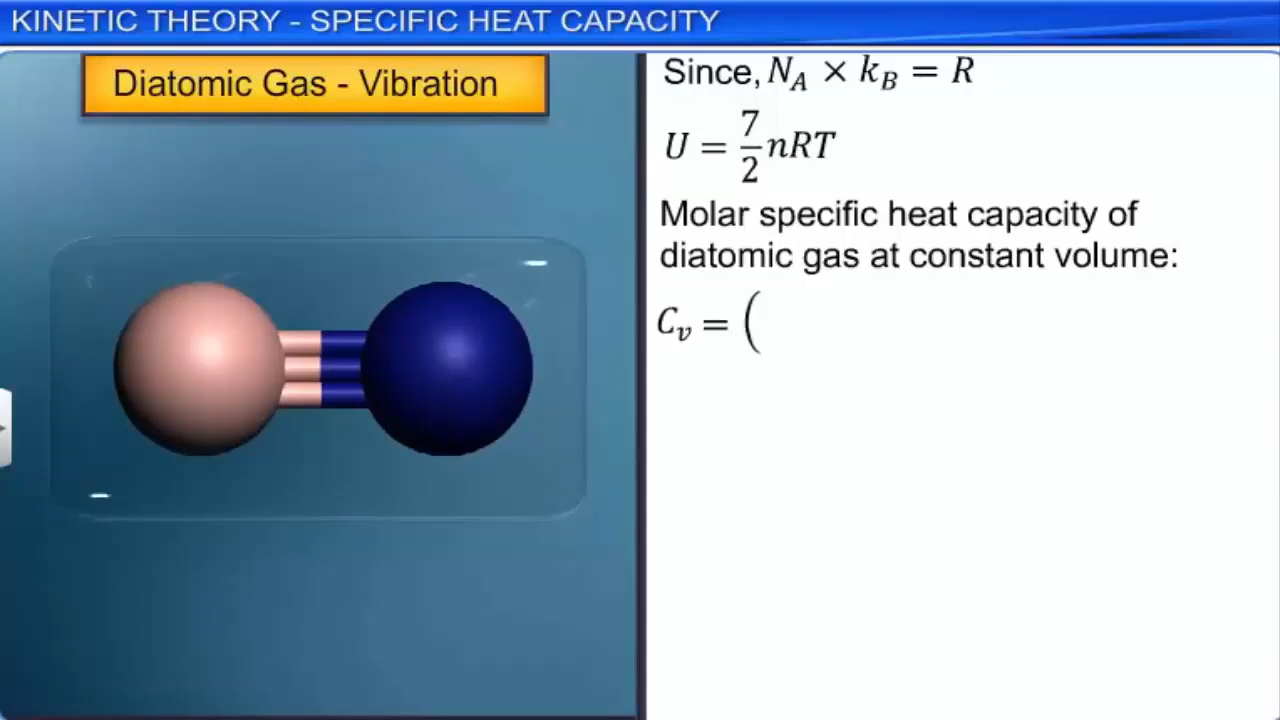 KINETIC THEORY - SPECIFIC HEAT CAPACITY
Diatomic Gas - Vibration
Since, N_A × k_B = R
U = 7/2 nRT
Molar specific heat capacity of
diatomic gas at constant volume:
C_v = (